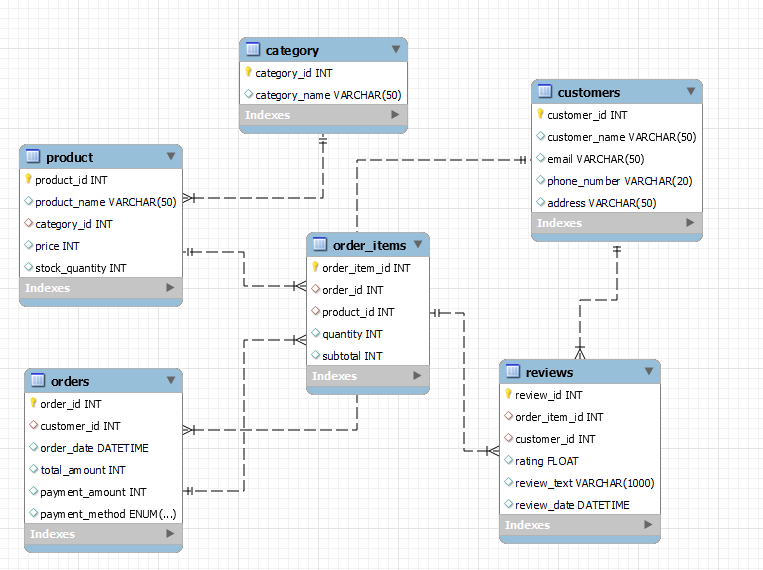 category
category_id INT
category_name VARCHAR(50)
Indexes
customers
customer_id INT
customer_name VARCHAR(50)
email VARCHAR(50)
phone_number VARCHAR(20)
address VARCHAR(50)
Indexes
product
product_id INT
product_name VARCHAR(50)
category_id INT
price INT
stock_quantity INT
Indexes
order_items
order_item_id INT
order_id INT
product_id INT
quantity INT
subtotal INT
Indexes
orders
order_id INT
customer_id INT
order_date DATETIME
total_amount INT
payment_amount INT
payment_method ENUM(...)
Indexes
reviews
review_id INT
order_item_id INT
customer_id INT
rating FLOAT
review_text VARCHAR(1000)
review_date DATETIME
Indexes